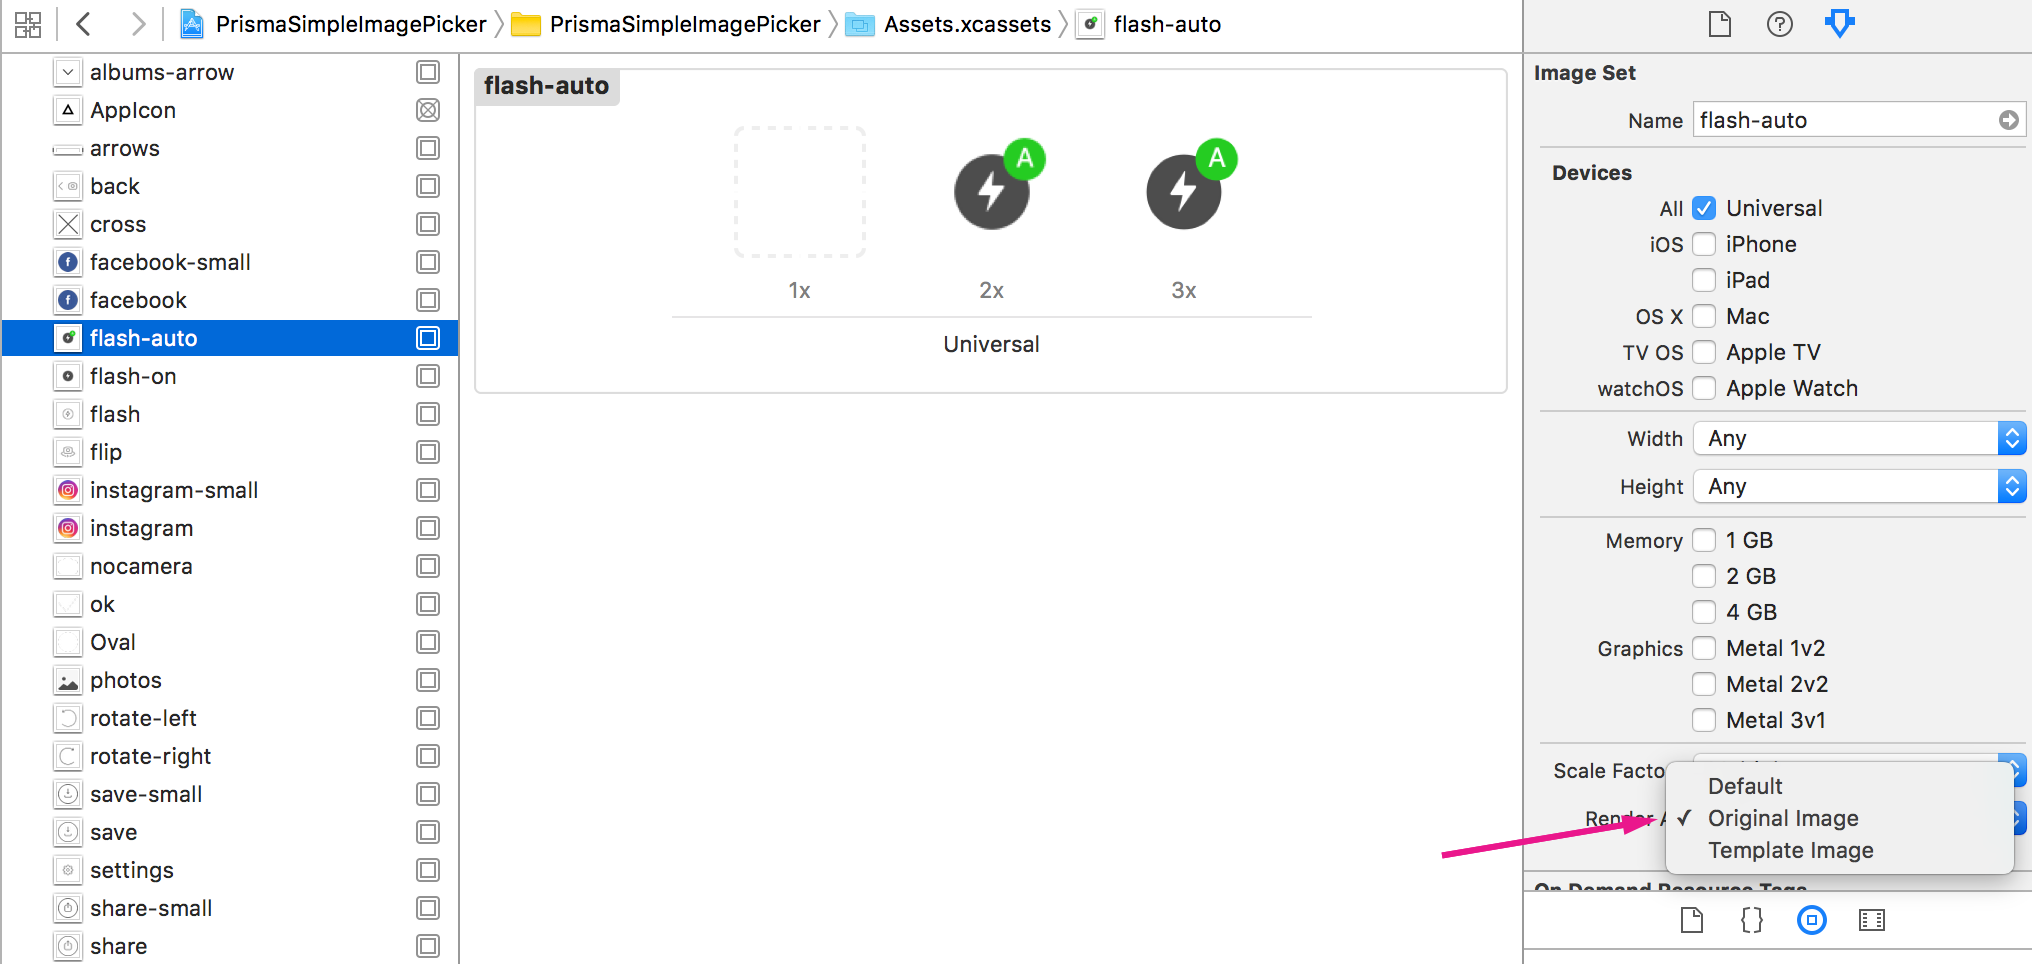 PrismaSimpleImagePicker
PrismaSimpleImagePicker
Assets.xcassets
flash-auto
albums-arrow
AppIcon
arrows
back
cross
facebook-small
facebook
flash-auto
flash-on
flash
flip
instagram-small
instagram
nocamera
ok
Oval
photos
rotate-left
rotate-right
save-small
save
settings
share-small
share
flash-auto
A
A
1x
2x
3x
Universal
Image Set
Name flash-auto
Devices
All Universal
iOS iPhone
iPad
OS X Mac
TV OS Apple TV
watchOS Apple Watch
Width Any
Height Any
Memory 1 GB
2 GB
4 GB
Graphics Metal 1v2
Metal 2v2
Metal 3v1
Scale Facto
Default
Render A ✓ Original Image
Template Image
On Demand Resource Tags